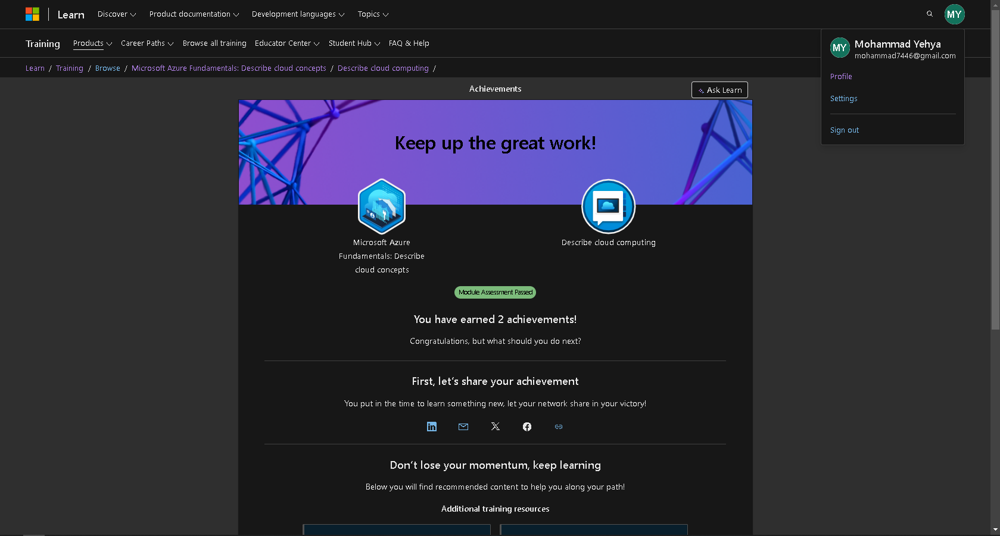 Learn Discover Product documentation Development languages Topics MY
Training Products Career Paths Browse all training Educator Center Student Hub FAQ & Help
MY Mohammad Yehya
mohammad7446@gmail.com
Profile
Settings
Sign out
Learn / Training / Browse / Microsoft Azure Fundamentals: Describe cloud concepts / Describe cloud computing /
Achievements
Ask Learn
Keep up the great work!
Microsoft Azure
Fundamentals: Describe
cloud concepts
Describe cloud computing
Module Assessment Passed
You have earned 2 achievements!
Congratulations, but what should you do next?
First, let's share your achievement
You put in the time to learn something new, let your network share in your victory!
Don't lose your momentum, keep learning
Below you will find recommended content to help you along your path!
Additional training resources